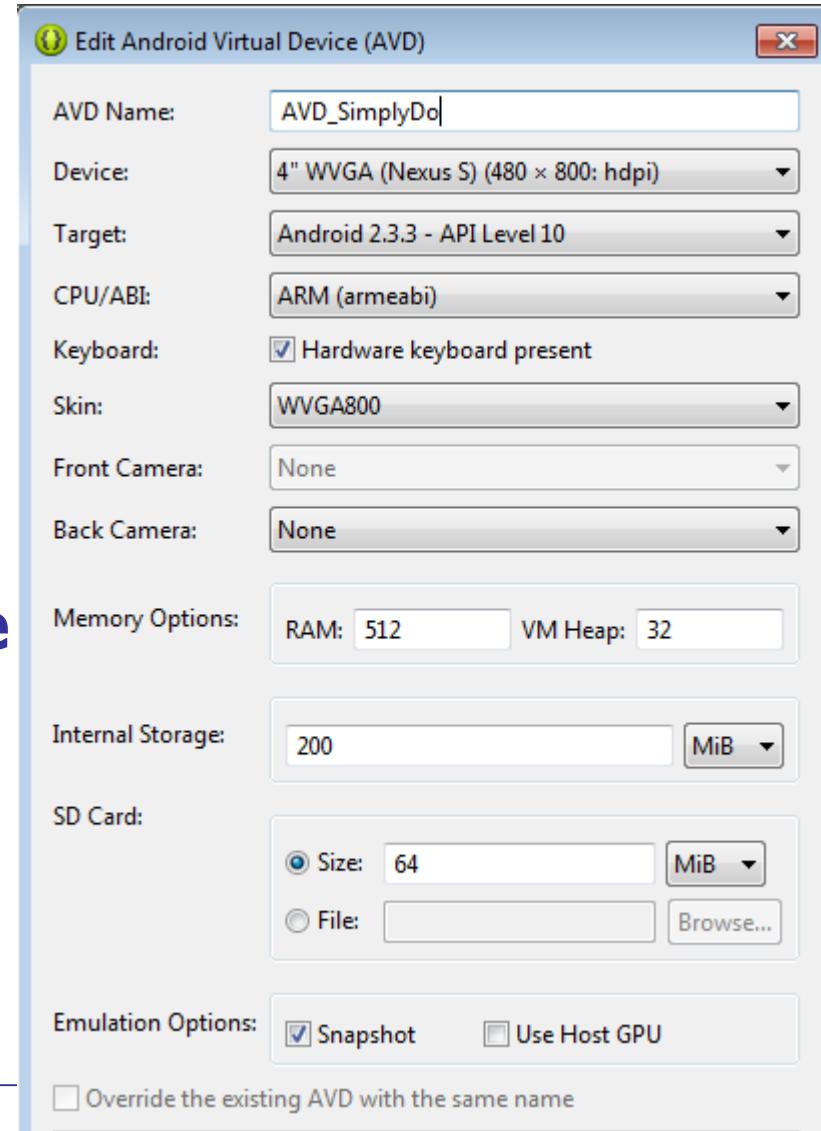 Edit Android Virtual Device (AVD)
AVD Name: AVD_SimplyDo
Device: 4" WVGA (Nexus S) (480 × 800: hdpi)
Target: Android 2.3.3 - API Level 10
CPU/ABI: ARM (armeabi)
Keyboard: Hardware keyboard present
Skin: WVGA800
Front Camera: None
Back Camera: None
e
Memory Options: RAM: 512 VM Heap: 32
Internal Storage: 200 MiB
SD Card:
Size: 64 MiB
File: Browse...
Emulation Options: Snapshot Use Host GPU
Override the existing AVD with the same name